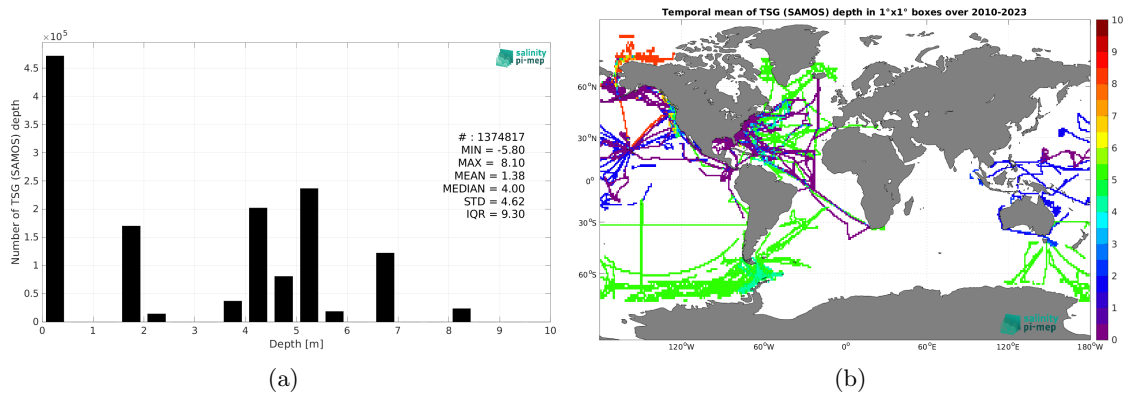 ×10⁵
4.5
4
3.5
3
2.5
2
1.5
1
0.5
0
Number of TSG (SAMOS) depth
salinity
pi-mep
# : 1374817
MIN = -5.80
MAX = 8.10
MEAN = 1.38
MEDIAN = 4.00
STD = 4.62
IQR = 9.30
0 1 2 3 4 5 6 7 8 9 10
Depth [m]
(a)
Temporal mean of TSG (SAMOS) depth in 1°x1° boxes over 2010-2023
60°N
30°N
0°
30°S
60°S
120°W 60°W 0° 60°E 120°E 180°W
salinity
pi-mep
10
9
8
7
6
5
4
3
2
1
0
(b)